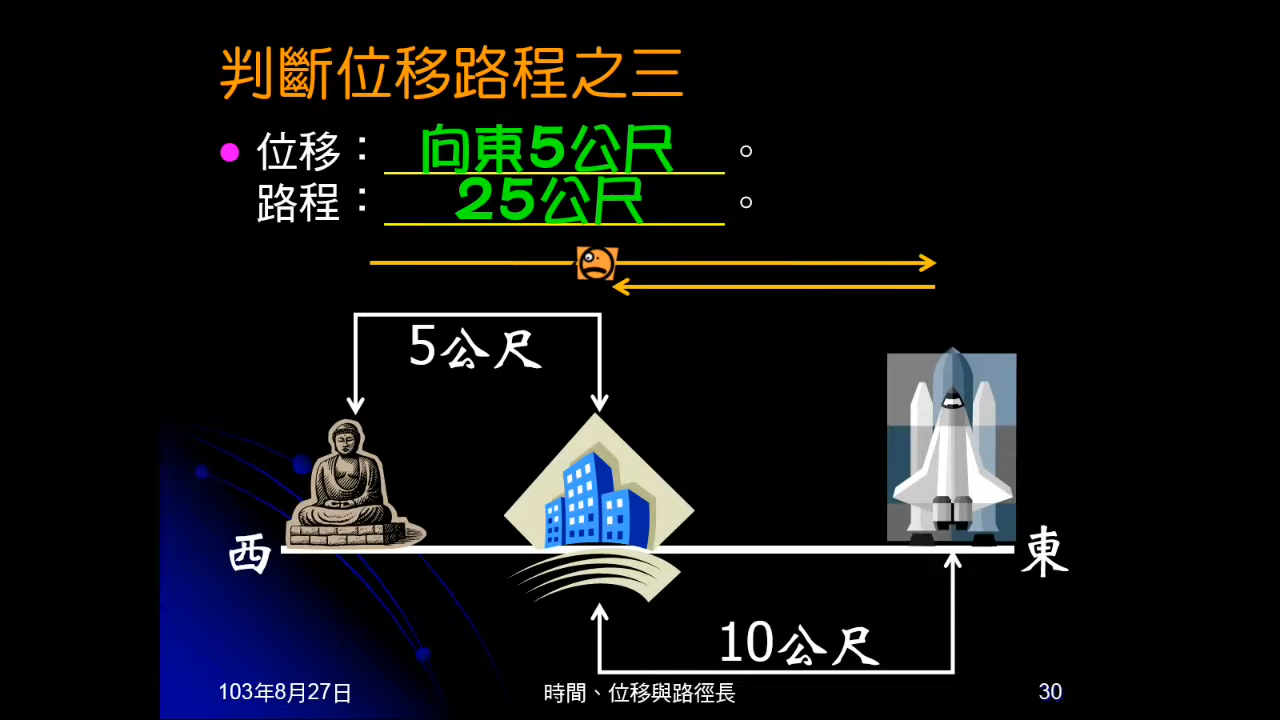 判斷位移路程之三
位移：向東5公尺。
路程：25公尺。
5公尺
西
東
10公尺
103年8月27日
時間、位移與路徑長
30